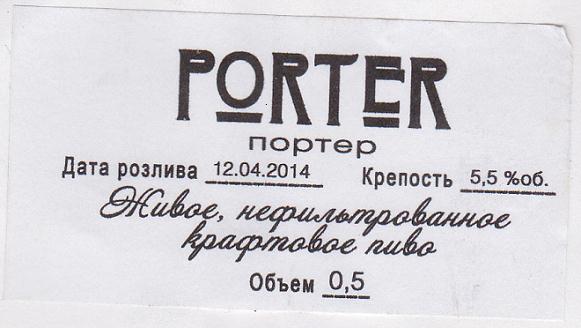 PORTER
портер
Дата розлива 12.04.2014 Крепость 5,5 %об.
Живое, нефильтрованное
крафтовое пиво
Объем 0,5